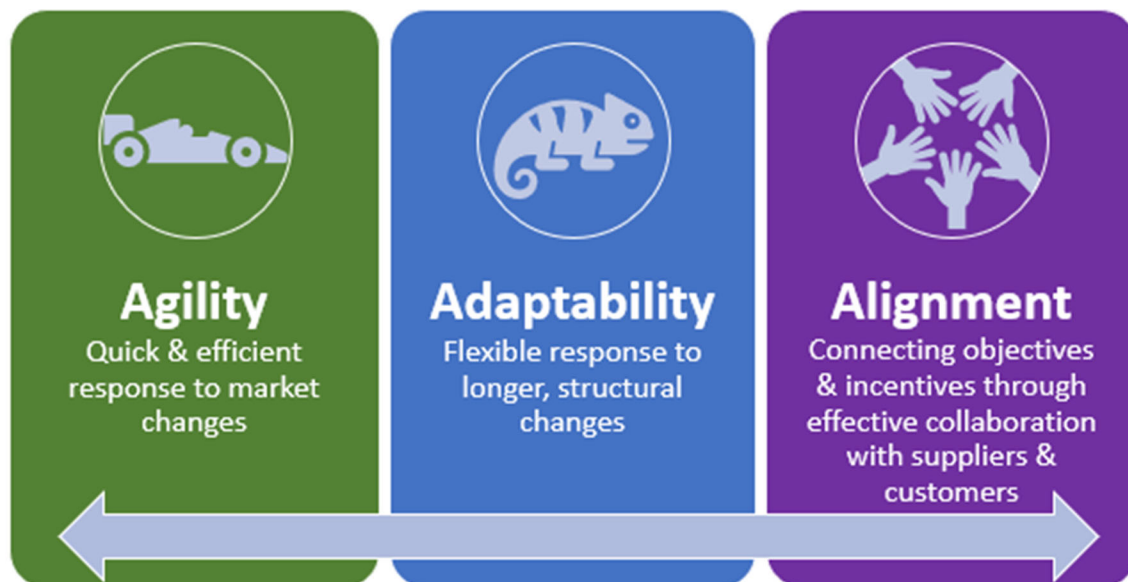 Agility
Quick & efficient
response to market
changes
Adaptability
Flexible response to
longer, structural
changes
Alignment
Connecting objectives
& incentives through
effective collaboration
with suppliers &
customers